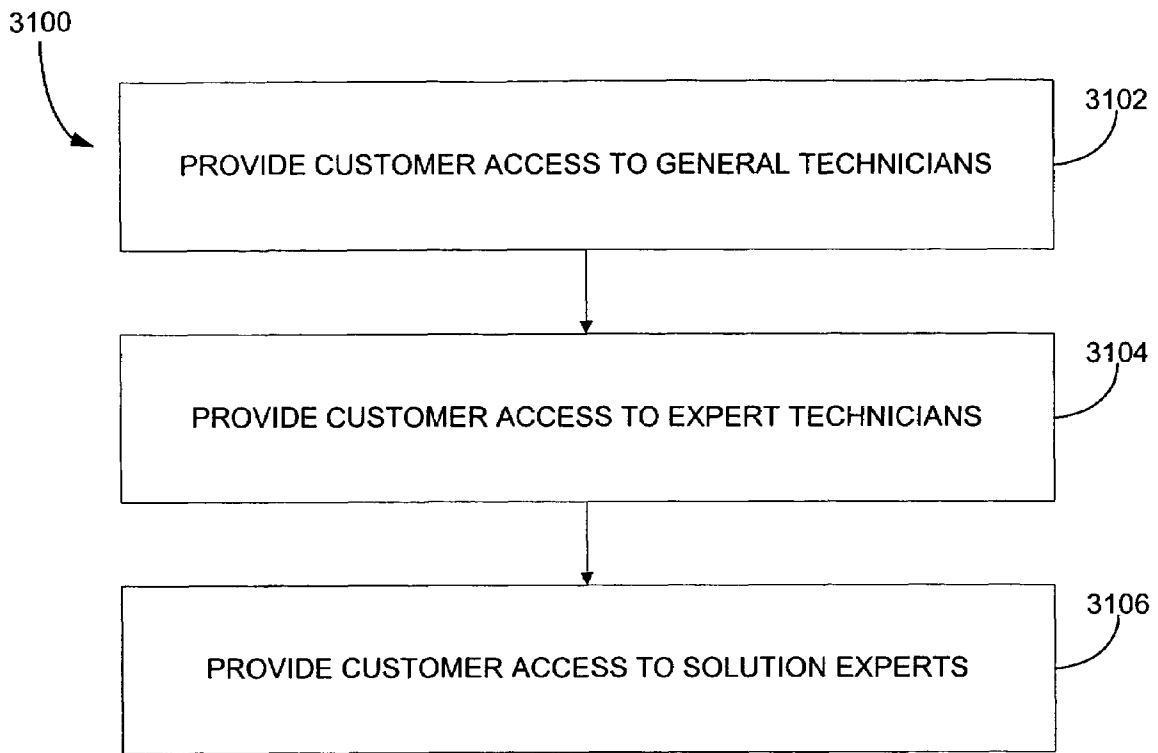 3100
3102
PROVIDE CUSTOMER ACCESS TO GENERAL TECHNICIANS
3104
PROVIDE CUSTOMER ACCESS TO EXPERT TECHNICIANS
3106
PROVIDE CUSTOMER ACCESS TO SOLUTION EXPERTS